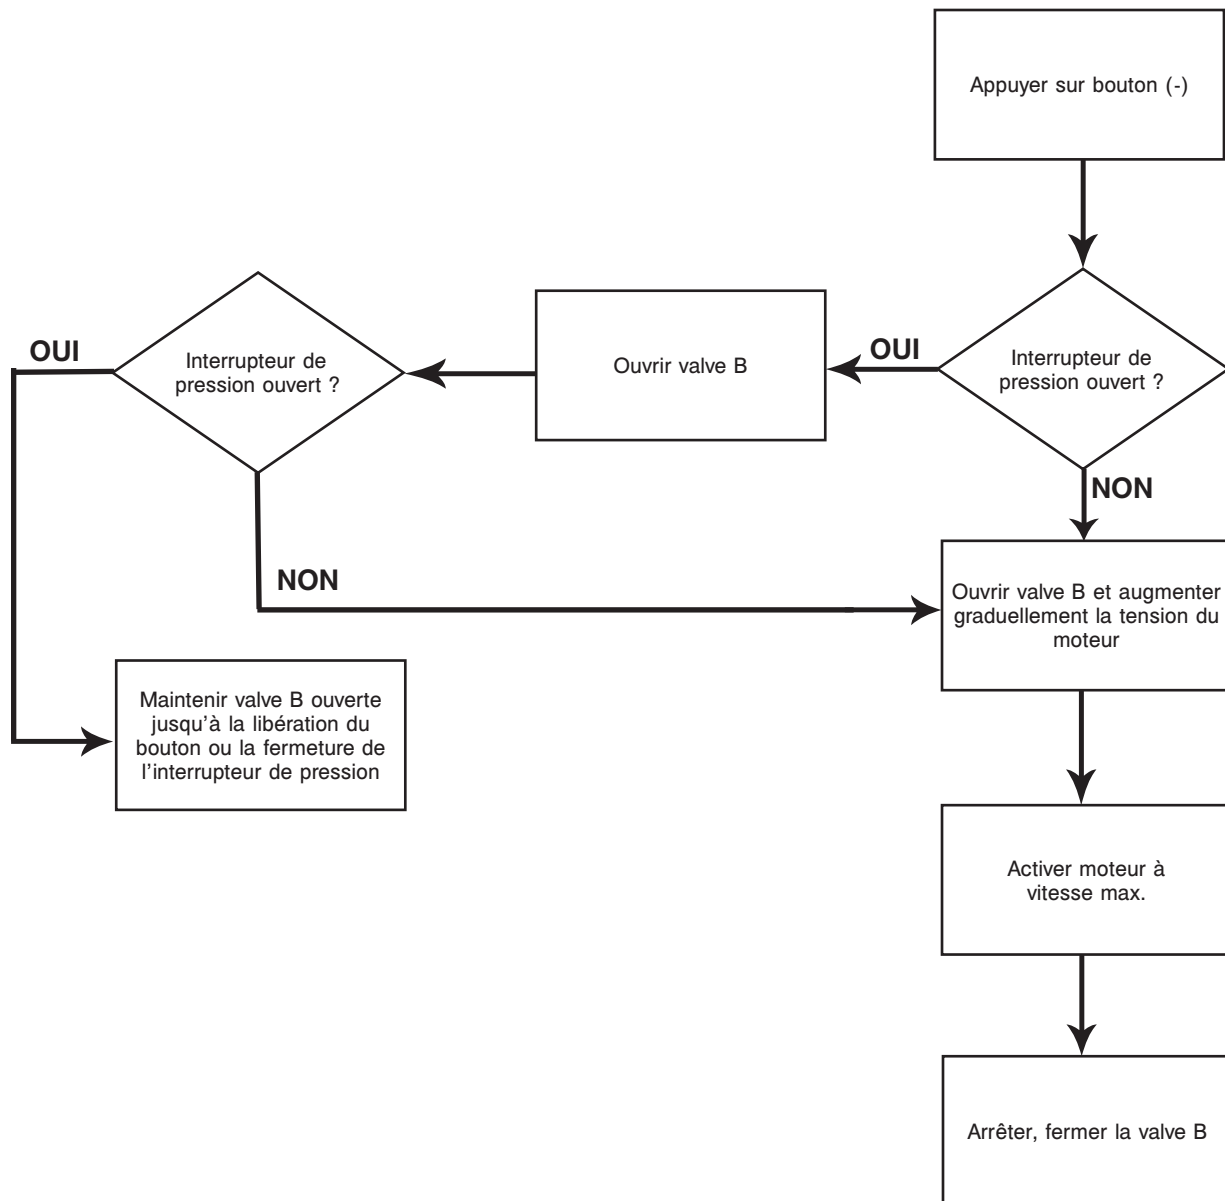 Appuyer sur bouton (-)
Interrupteur de
pression ouvert ?
OUI
Ouvrir valve B
Interrupteur de
pression ouvert ?
OUI
NON
NON
Ouvrir valve B et augmenter
graduellement la tension du
moteur
Maintenir valve B ouverte
jusqu'à la libération du
bouton ou la fermeture de
l'interrupteur de pression
Activer moteur à
vitesse max.
Arrêter, fermer la valve B